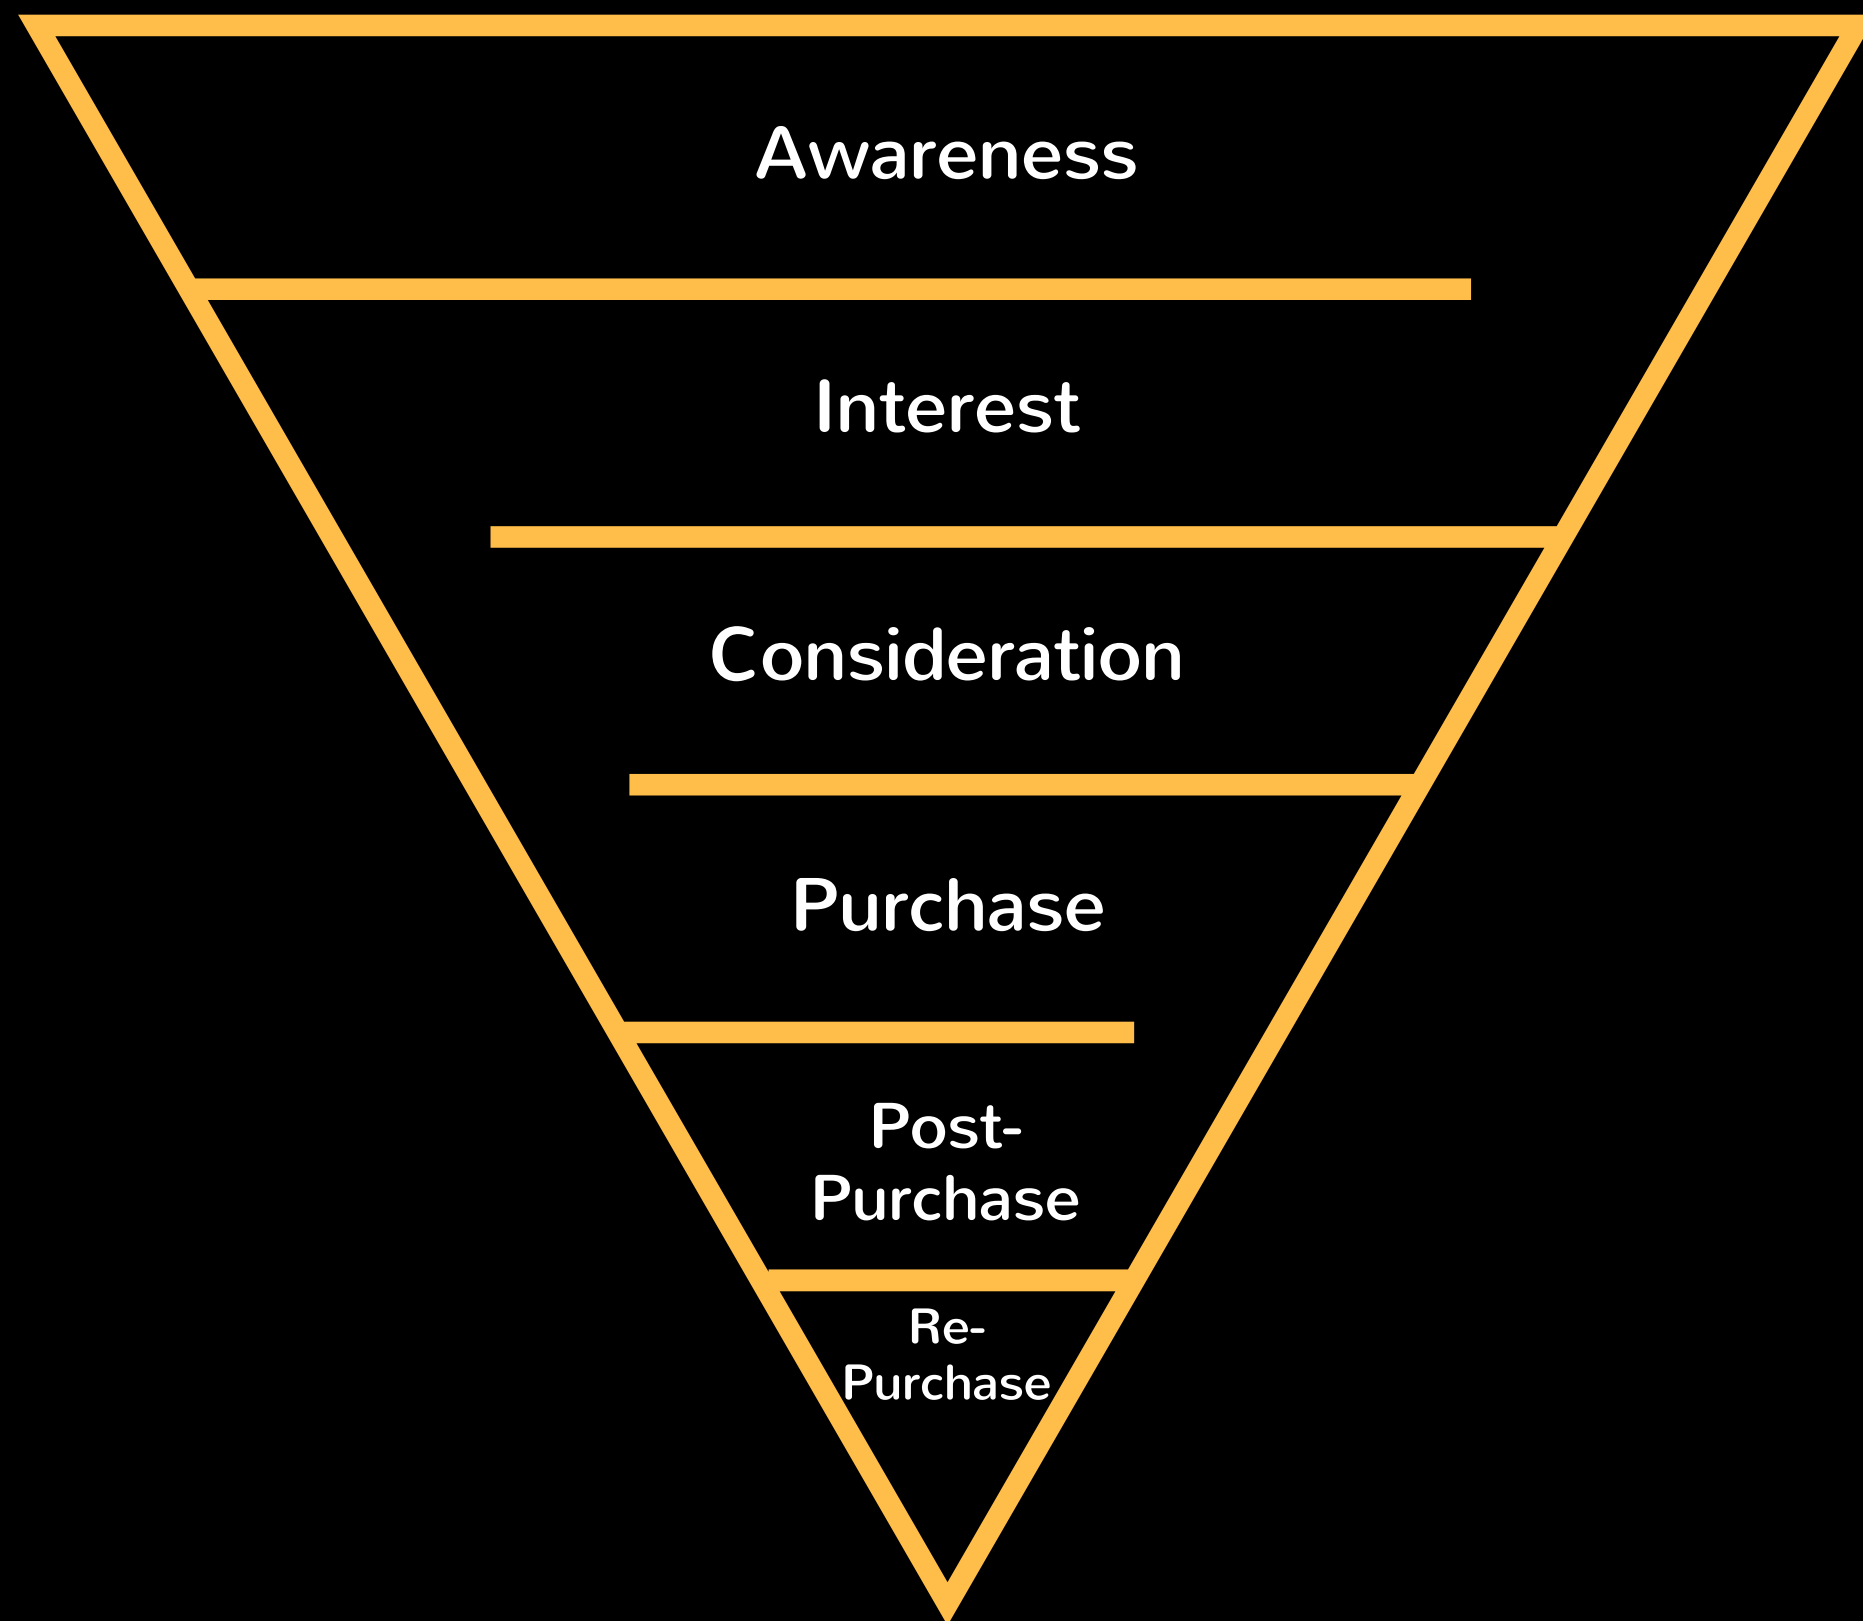 Awareness
Interest
Consideration
Purchase
Post-
Purchase
Re-
Purchase